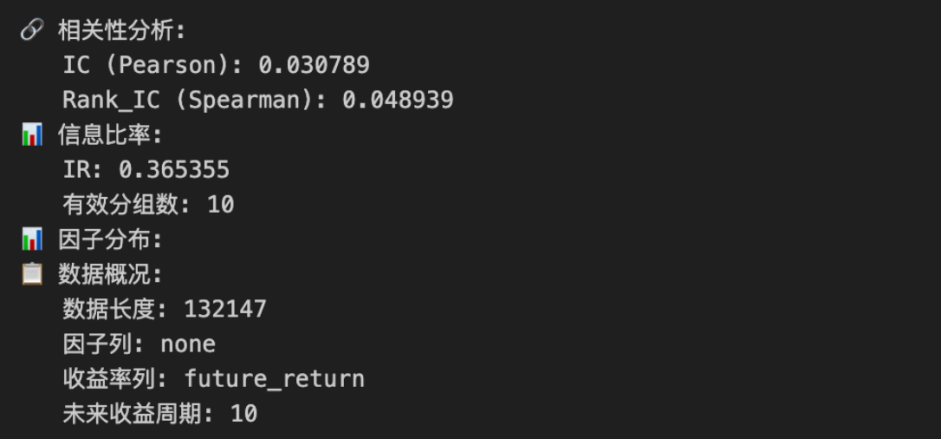 🔗 相关性分析:
IC (Pearson): 0.030789
Rank_IC (Spearman): 0.048939
📊 信息比率:
IR: 0.365355
有效分组数: 10
📊 因子分布:
📋 数据概况:
数据长度: 132147
因子列: none
收益率列: future_return
未来收益周期: 10